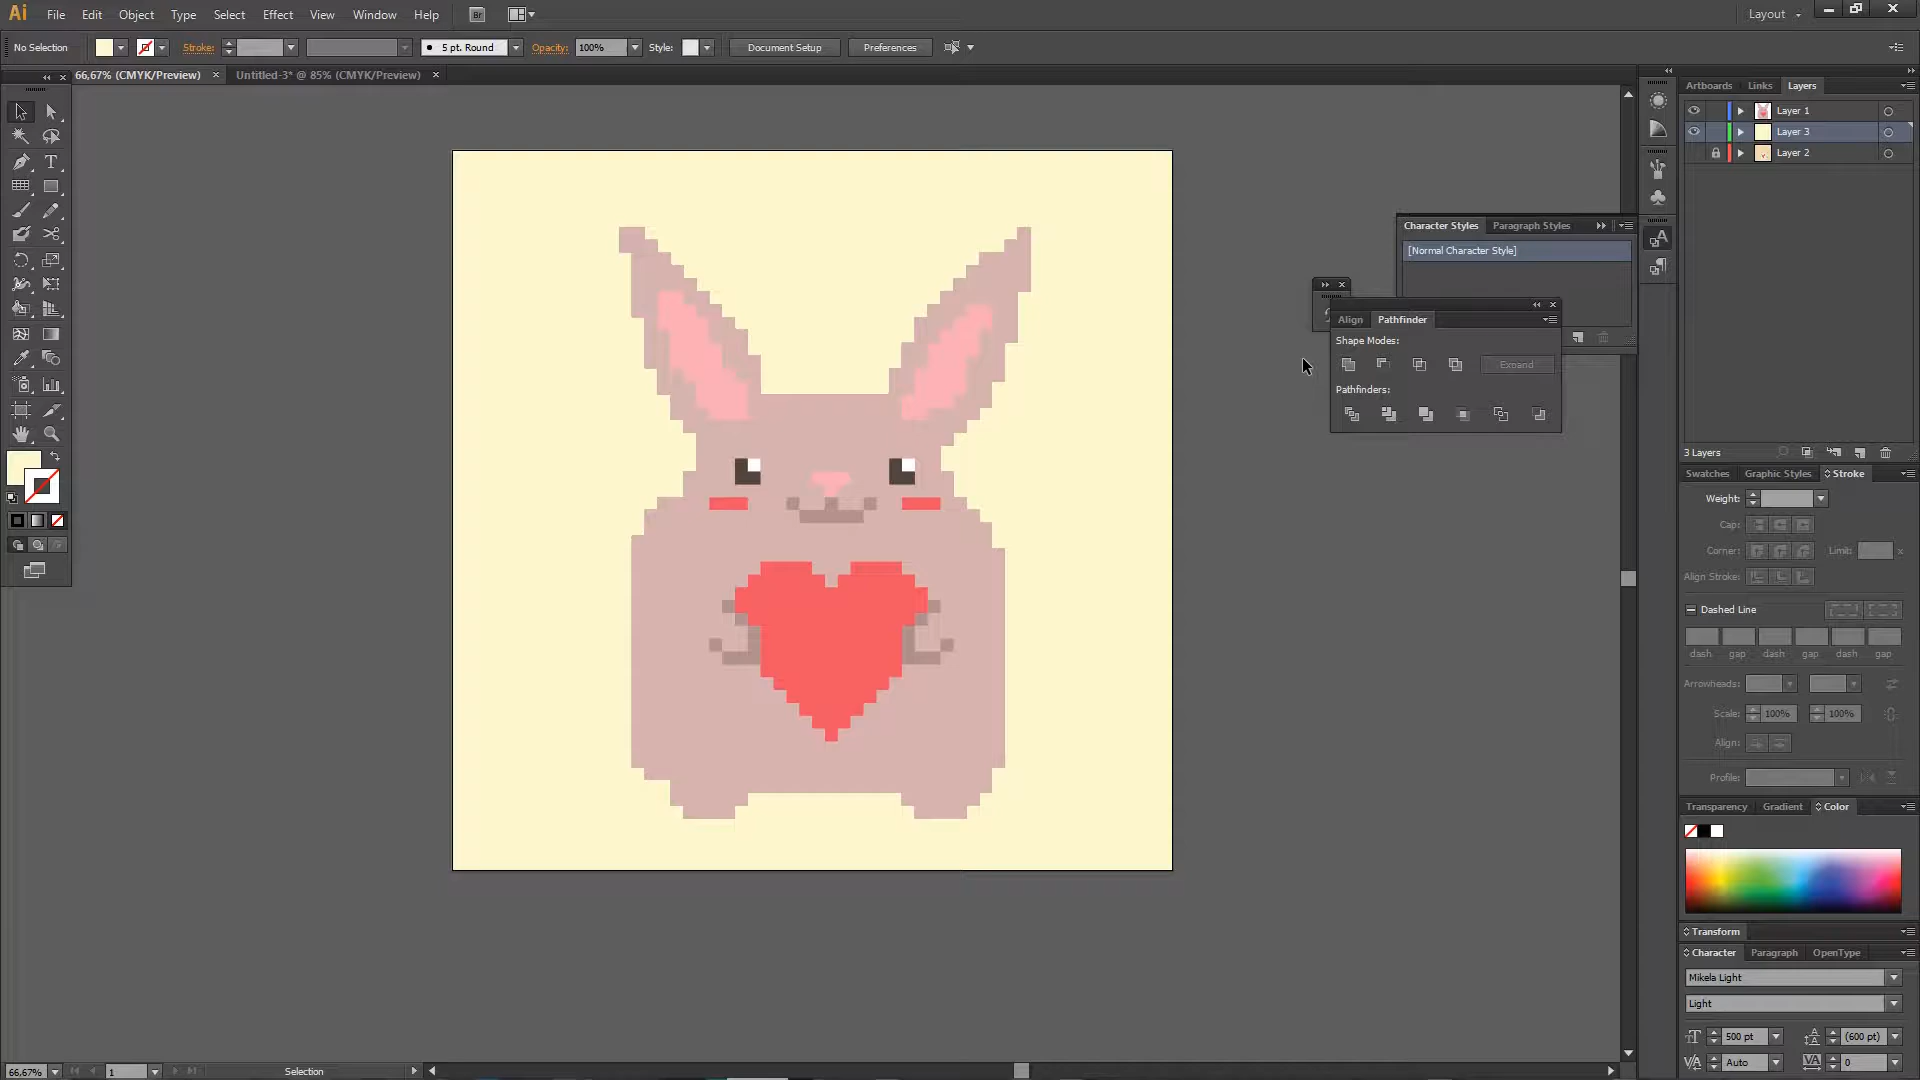 Ai File Edit Object Type Select Effect View Window Help Br Layout
No Selection Stroke: 5 pt. Round Opacity: 100% Style: Document Setup Preferences
66,67% (CMYK/Preview) × Untitled-3* @ 85% (CMYK/Preview) ×
Artboards Links Layers
Layer 1
Layer 3
Layer 2
Character Styles Paragraph Styles
[Normal Character Style]
Align Pathfinder
Shape Modes:
Expand
Pathfinders:
3 Layers
Swatches Graphic Styles Stroke
Weight:
Cap:
Corner: Limit: x
Align Stroke:
Dashed Line
dash gap dash gap dash gap
Arrowheads:
Scale: 100% 100%
Align:
Profile:
Transparency Gradient Color
Transform
Character Paragraph OpenType
Mikela Light
Light
500 pt (600 pt)
Auto 0
66,67% 1 Selection